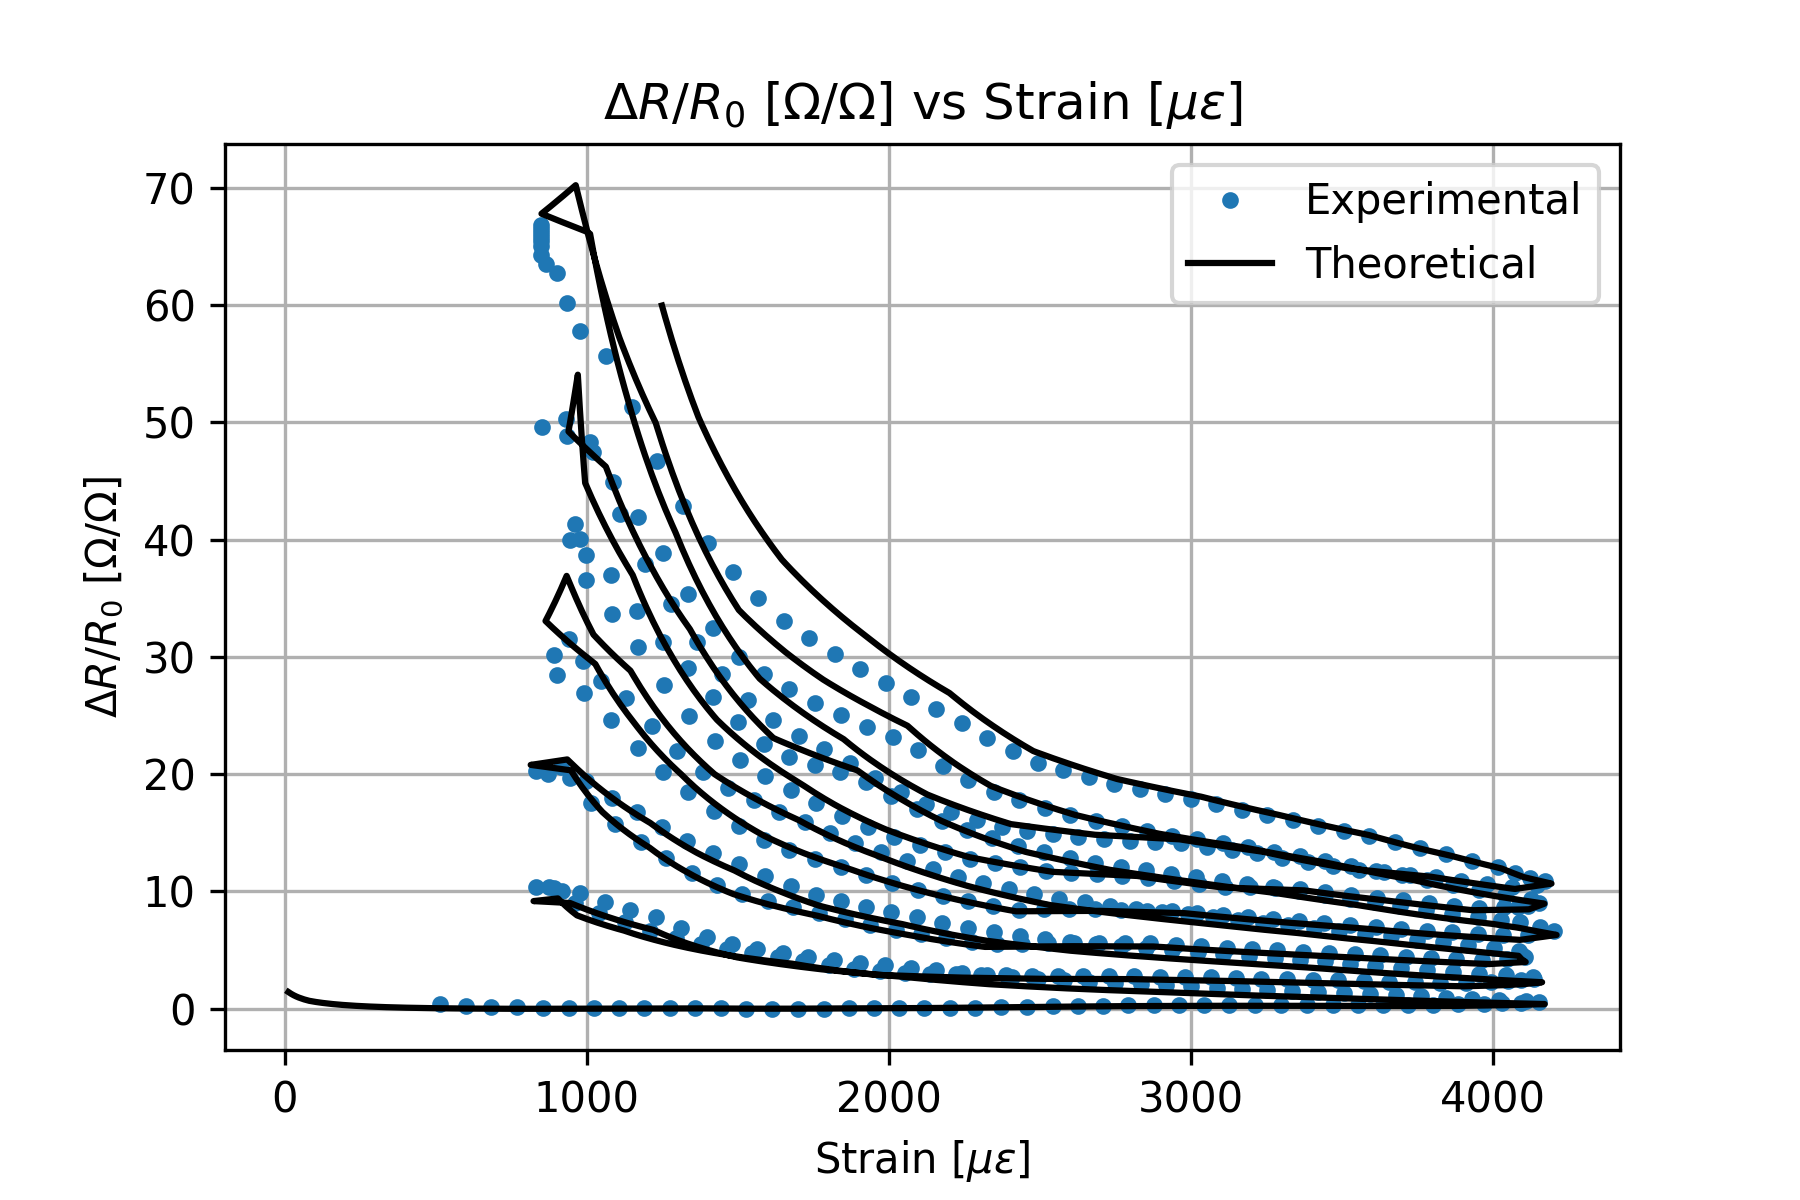 ΔR/R₀ [Ω/Ω] vs Strain [με]
Experimental
Theoretical
ΔR/R₀ [Ω/Ω]
70
60
50
40
30
20
10
0
0 1000 2000 3000 4000
Strain [με]